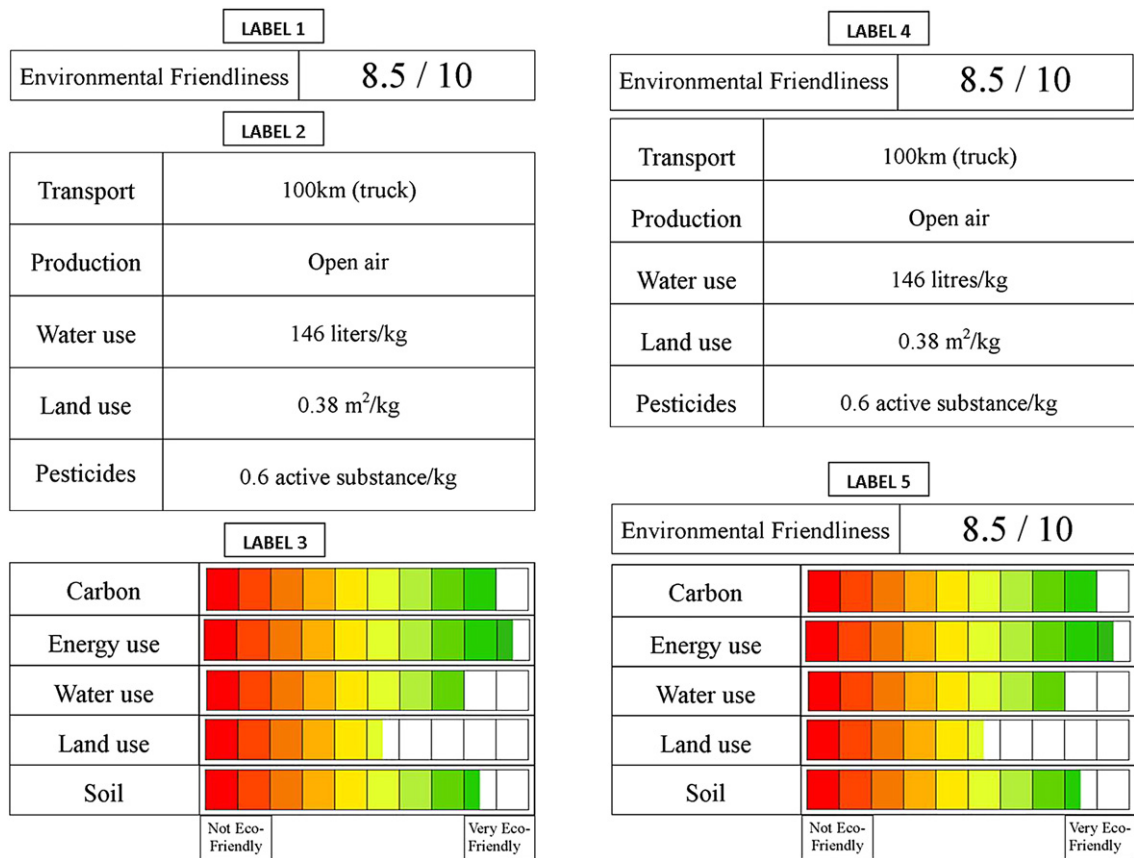 LABEL 1
Environmental Friendliness 8.5 / 10
LABEL 2
Transport 100km (truck)
Production Open air
Water use 146 liters/kg
Land use 0.38 m²/kg
Pesticides 0.6 active substance/kg
LABEL 3
Carbon
Energy use
Water use
Land use
Soil
Not Eco-
Friendly
Very Eco-
Friendly
LABEL 4
Environmental Friendliness 8.5 / 10
Transport 100km (truck)
Production Open air
Water use 146 litres/kg
Land use 0.38 m²/kg
Pesticides 0.6 active substance/kg
LABEL 5
Environmental Friendliness 8.5 / 10
Carbon
Energy use
Water use
Land use
Soil
Not Eco-
Friendly
Very Eco-
Friendly